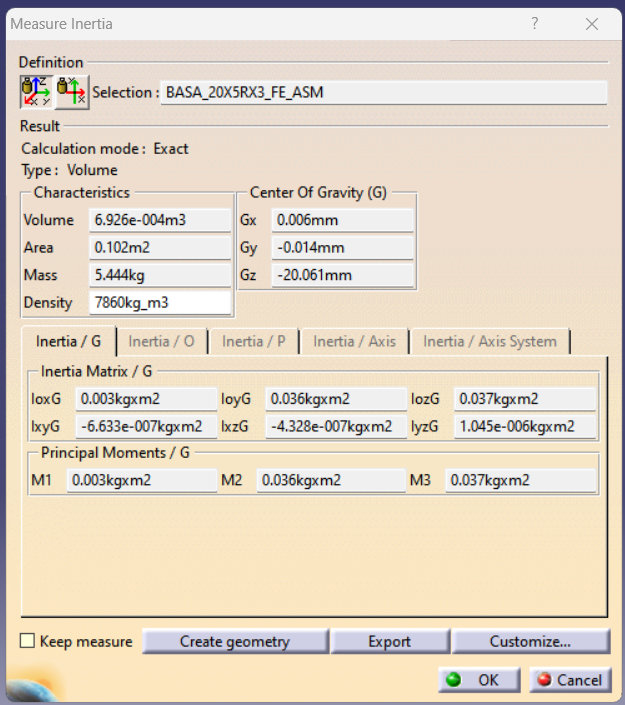 Measure Inertia
Definition
Selection : BASA_20X5RX3_FE_ASM
Result
Calculation mode : Exact
Type : Volume
Characteristics
Volume 6.926e-004m3
Area 0.102m2
Mass 5.444kg
Density 7860kg_m3
Center Of Gravity (G)
Gx 0.006mm
Gy -0.014mm
Gz -20.061mm
Inertia / G Inertia / O Inertia / P Inertia / Axis Inertia / Axis System
Inertia Matrix / G
IoxG 0.003kgxm2 IoyG 0.036kgxm2 IozG 0.037kgxm2
IxyG -6.633e-007kgxm2 IxzG -4.328e-007kgxm2 IyzG 1.045e-006kgxm2
Principal Moments / G
M1 0.003kgxm2 M2 0.036kgxm2 M3 0.037kgxm2
Keep measure Create geometry Export Customize...
OK Cancel